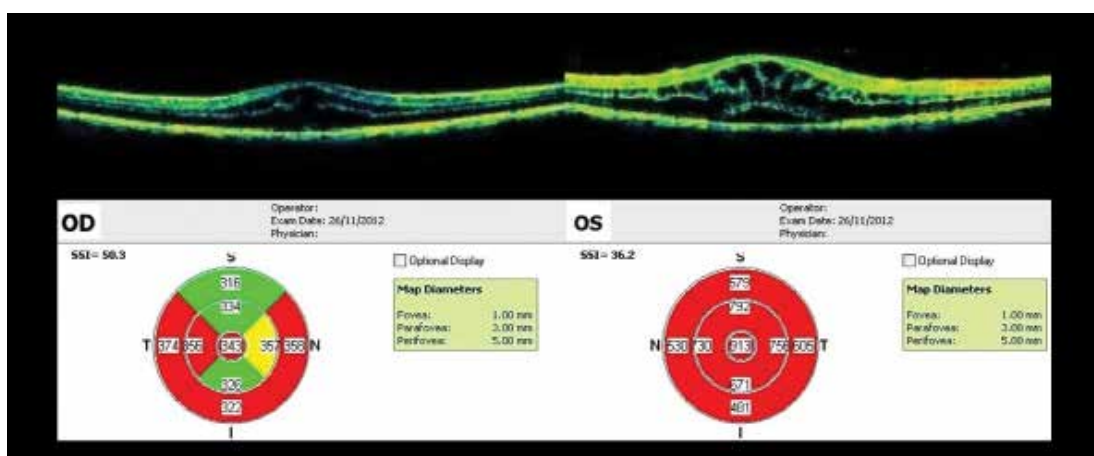 OD
Operator:
Exam Date: 26/11/2012
Physician:
SSI= 50.3
S
316
334
T 374 356 343 357 358 N
326
322
I
Optional Display
Map Diameters
Fovea: 1.00 mm
Parafovea: 3.00 mm
Perifovea: 5.00 mm
OS
Operator:
Exam Date: 26/11/2012
Physician:
SSI= 36.2
S
579
792
N 530 730 913 758 605 T
671
481
I
Optional Display
Map Diameters
Fovea: 1.00 mm
Parafovea: 3.00 mm
Perifovea: 5.00 mm